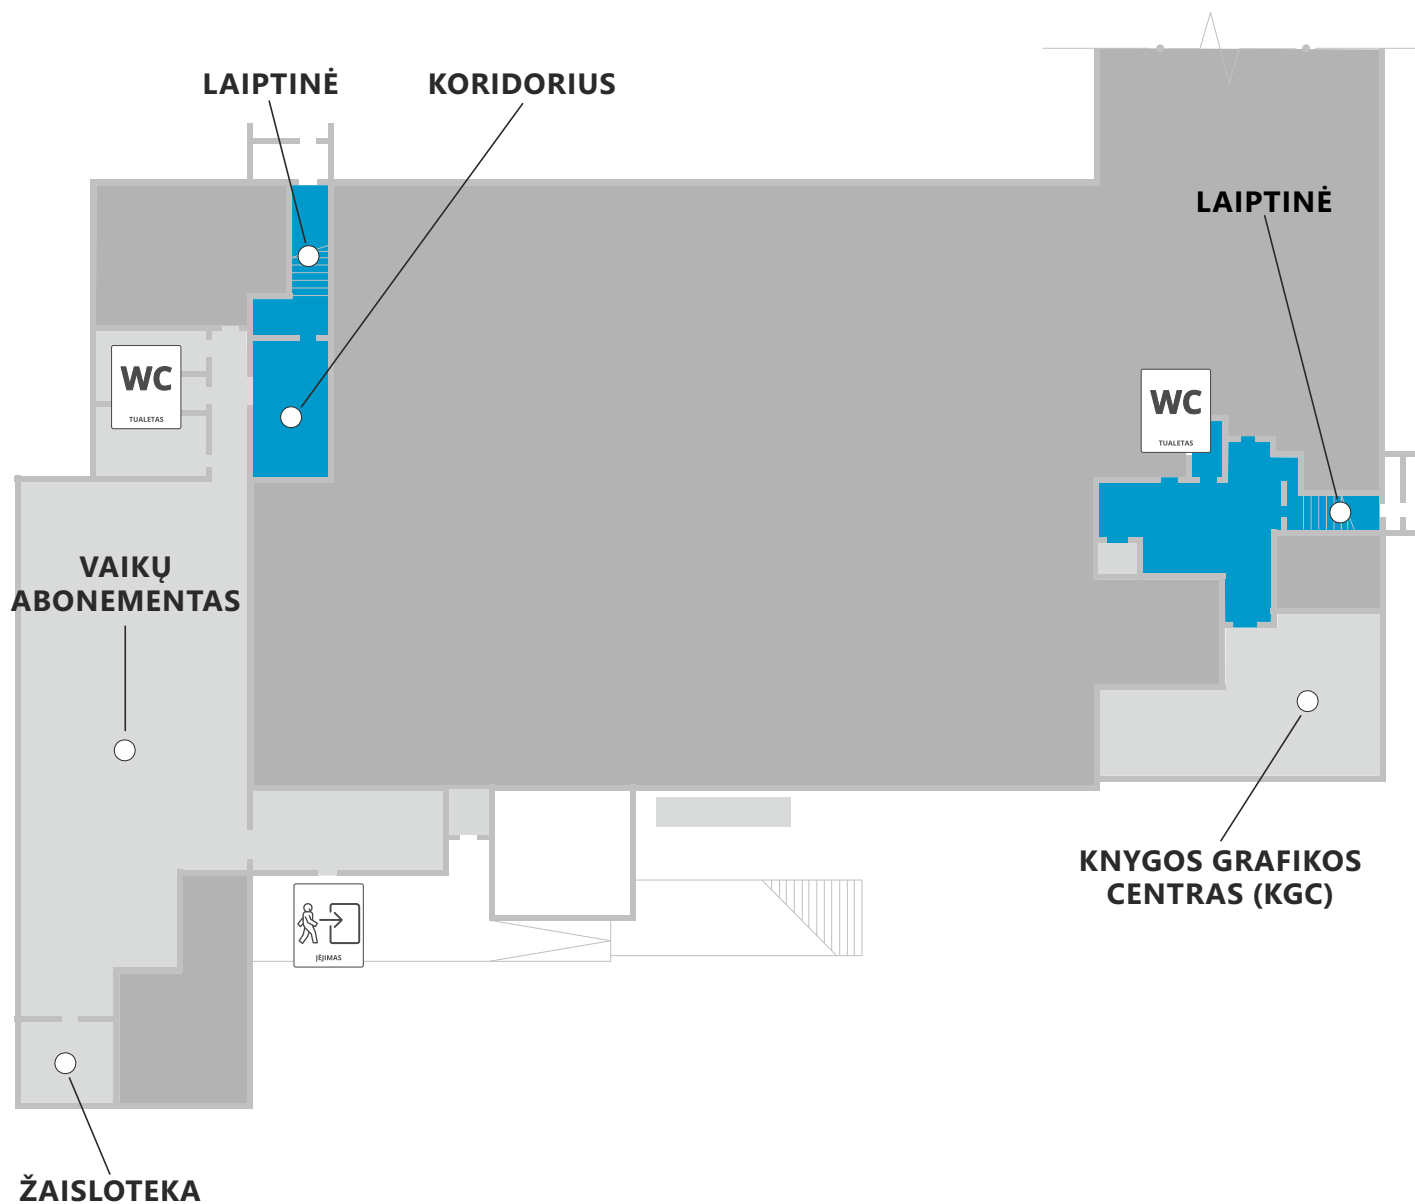 LAIPTINĖ
KORIDORIUS
LAIPTINĖ
WC
TUALETAS
WC
TUALETAS
VAIKŲ
ABONEMENTAS
KNYGOS GRAFIKOS
CENTRAS (KGC)
ĮĖJIMAS
ŽAISLOTEKA